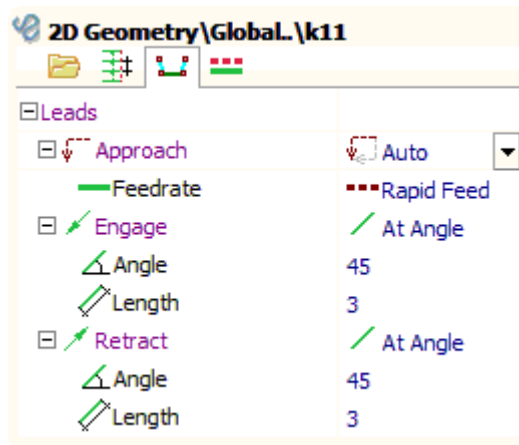 2D Geometry\Global..\k11
Leads
Approach Auto
Feedrate Rapid Feed
Engage At Angle
Angle 45
Length 3
Retract At Angle
Angle 45
Length 3